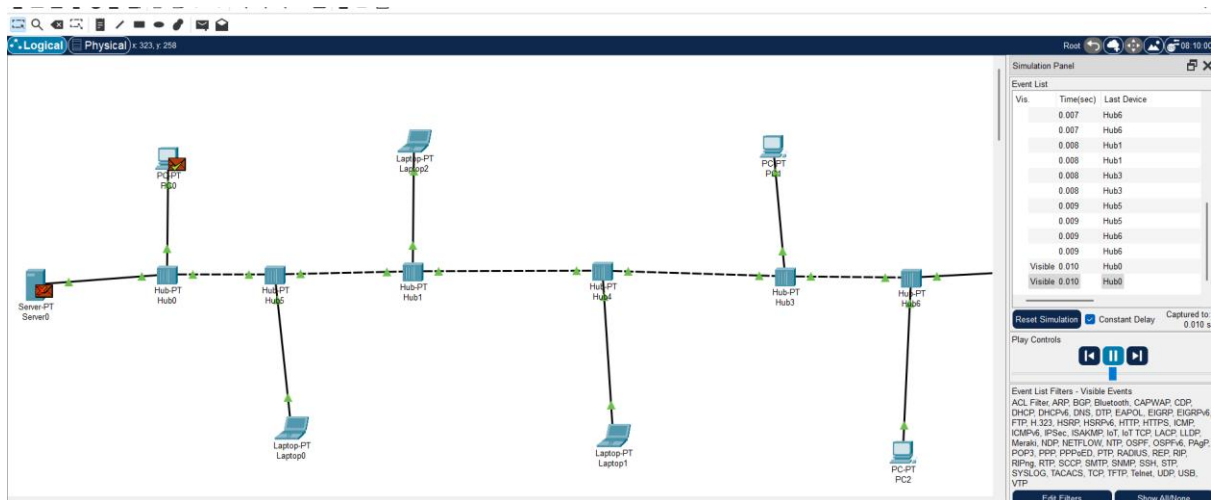 Logical Physical x: 323, y: 258
Root 08:10:00
Simulation Panel
Event List
Vis. Time(sec) Last Device
0.007 Hub6
0.007 Hub6
0.008 Hub1
0.008 Hub1
0.008 Hub3
0.008 Hub3
0.009 Hub5
0.009 Hub5
0.009 Hub6
0.009 Hub6
Visible 0.010 Hub0
Visible 0.010 Hub0
Reset Simulation Constant Delay Captured to:
0.010 s
Play Controls
Event List Filters - Visible Events
ACL Filter, ARP, BGP, Bluetooth, CAPWAP, CDP,
DHCP, DHCPv6, DNS, DTP, EAPOL, EIGRP, EIGRPv6,
FTP, H.323, HSRP, HSRPv6, HTTP, HTTPS, ICMP,
ICMPv6, IPSec, ISAKMP, IoT, IoT TCP, LACP, LLDP,
Meraki, NDP, NETFLOW, NTP, OSPF, OSPFv6, PAgP,
POP3, PPP, PPPoED, PTP, RADIUS, REP, RIP,
RIPng, RTP, SCCP, SMTP, SNMP, SSH, STP,
SYSLOG, TACACS, TCP, TFTP, Telnet, UDP, USB,
VTP
Edit Filters Show All/None
PC-PT
PC0
Laptop-PT
Laptop2
PC-PT
Server-PT
Server0
Hub-PT
Hub0
Hub-PT
Hub5
Hub-PT
Hub1
Hub-PT
Hub4
Hub-PT
Hub3
Hub-PT
Hub6
Laptop-PT
Laptop0
Laptop-PT
Laptop1
PC-PT
PC2